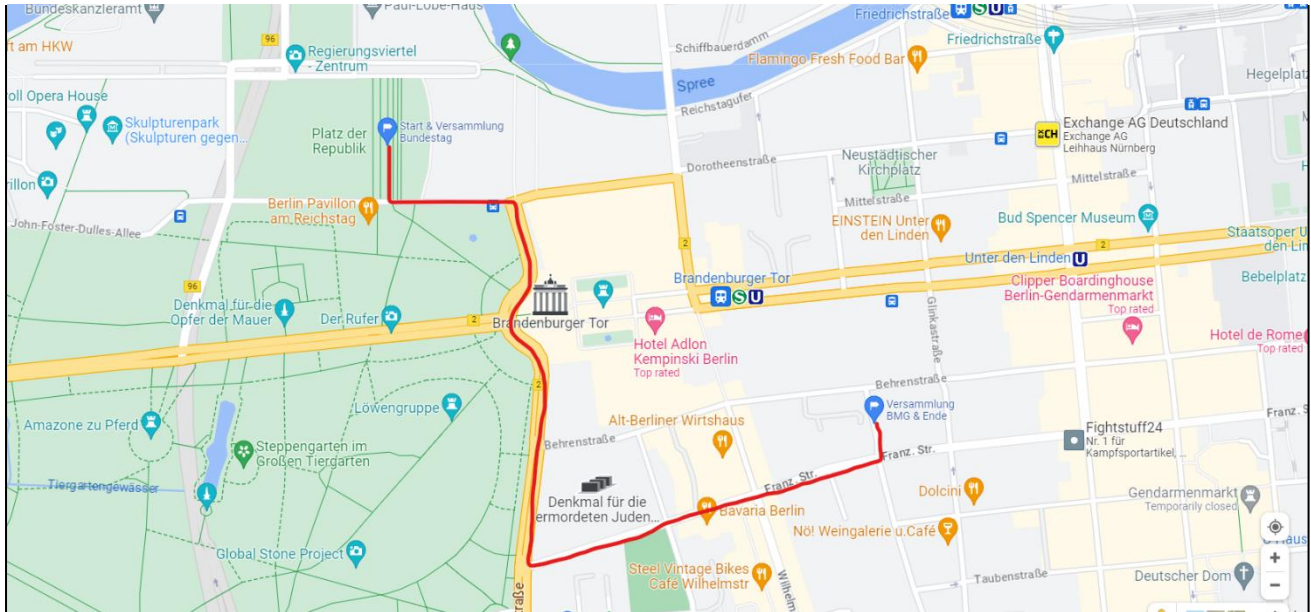 Bundeskanzleramt
Paul-Löbe-Haus
Friedrichstraße
S U
t am HKW
96
Regierungsviertel
- Zentrum
Schiffbauerdamm
Flamingo Fresh Food Bar
Friedrichstraße
Spree
Reichstagufer
Hegelplatz
oll Opera House
Skulpturenpark
(Skulpturen gegen...
Platz der
Republik
Start & Versammlung
Bundestag
Exchange AG Deutschland
Exchange AG
Leihhaus Nürnberg
CH
Dorotheenstraße
Neustädtischer
Kirchplatz
Mittelstraße
Mittelstraße
rillon
Berlin Pavillon
am Reichstag
John-Foster-Dulles-Allee
EINSTEIN Unter
den Linden
Bud Spencer Museum
Staatsoper U
den Lin
2
2
Unter den Linden U
Brandenburger Tor
S U
Bebelplatz
96
Denkmal für die
Opfer der Mauer
Der Rufer
2
2
Brandenburger Tor
Clipper Boardinghouse
Berlin-Gendarmenmarkt
Top rated
Glinkastraße
Hotel Adlon
Kempinski Berlin
Top rated
Hotel de Rome
Top rated
2
Behrenstraße
Versammlung
BMG & Ende
Amazone zu Pferd
Löwengruppe
Alt-Berliner Wirtshaus
Franz. S
Fightstuff24
Nr. 1 für
Kampfsportartikel, ...
Behrenstraße
Steppengarten im
Großen Tiergarten
Franz. Str.
Franz. Str.
Tiergartengewässer
Denkmal für die
ermordeten Juden...
Bavaria Berlin
Dolcini
Gendarmenmarkt
Temporarily closed
Nö! Weingalerie u.Café
Global Stone Project
Steel Vintage Bikes
Café Wilhelmstr
Wilhelm
Taubenstraße
Deutscher Dom
straße
+
−